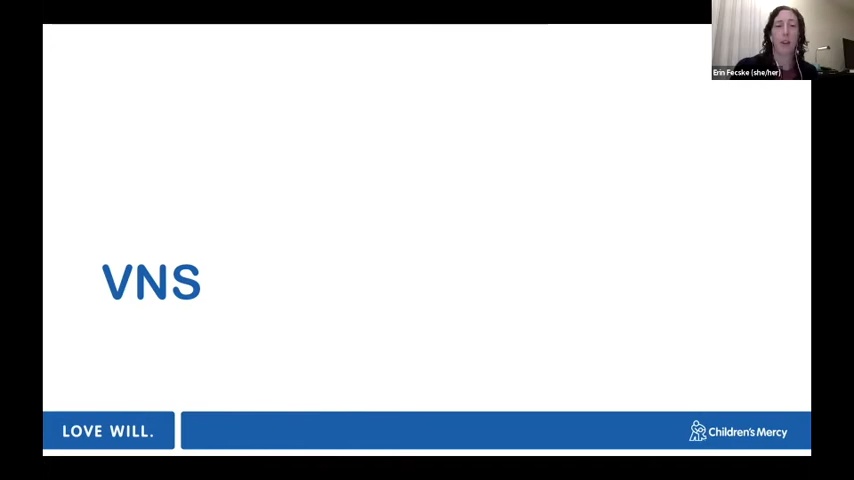 Erin Fecske (she/her)
VNS
LOVE WILL.
Children's Mercy